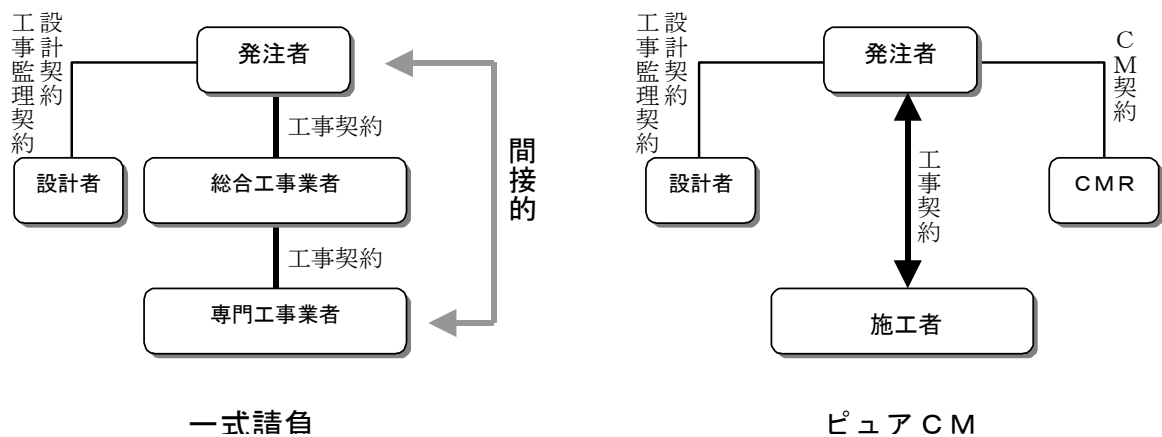 設計契約
工事監理契約
発注者
工事契約
設計者
総合工事業者
工事契約
専門工事業者
間接的
一式請負
設計契約
工事監理契約
発注者
CM契約
設計者
工事契約
CMR
施工者
ピュアCM